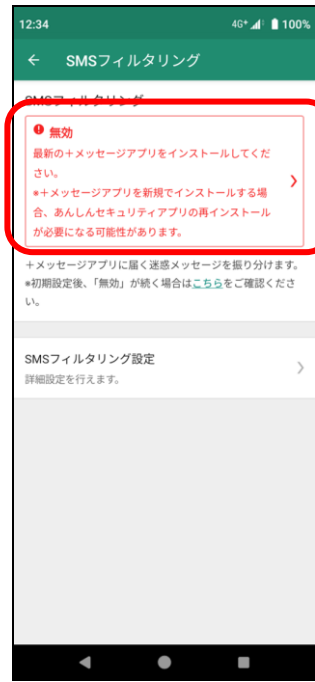 12:34 4G+ 100%
← SMSフィルタリング
SMSフィルタリング
無効
最新の+メッセージアプリをインストールしてくだ
さい。
※+メッセージアプリを新規でインストールする場
合、あんしんセキュリティアプリの再インストール
が必要になる可能性があります。
+メッセージアプリに届く迷惑メッセージを振り分けます。
※初期設定後、「無効」が続く場合はこちらをご確認くださ
い。
SMSフィルタリング設定
詳細設定を行えます。